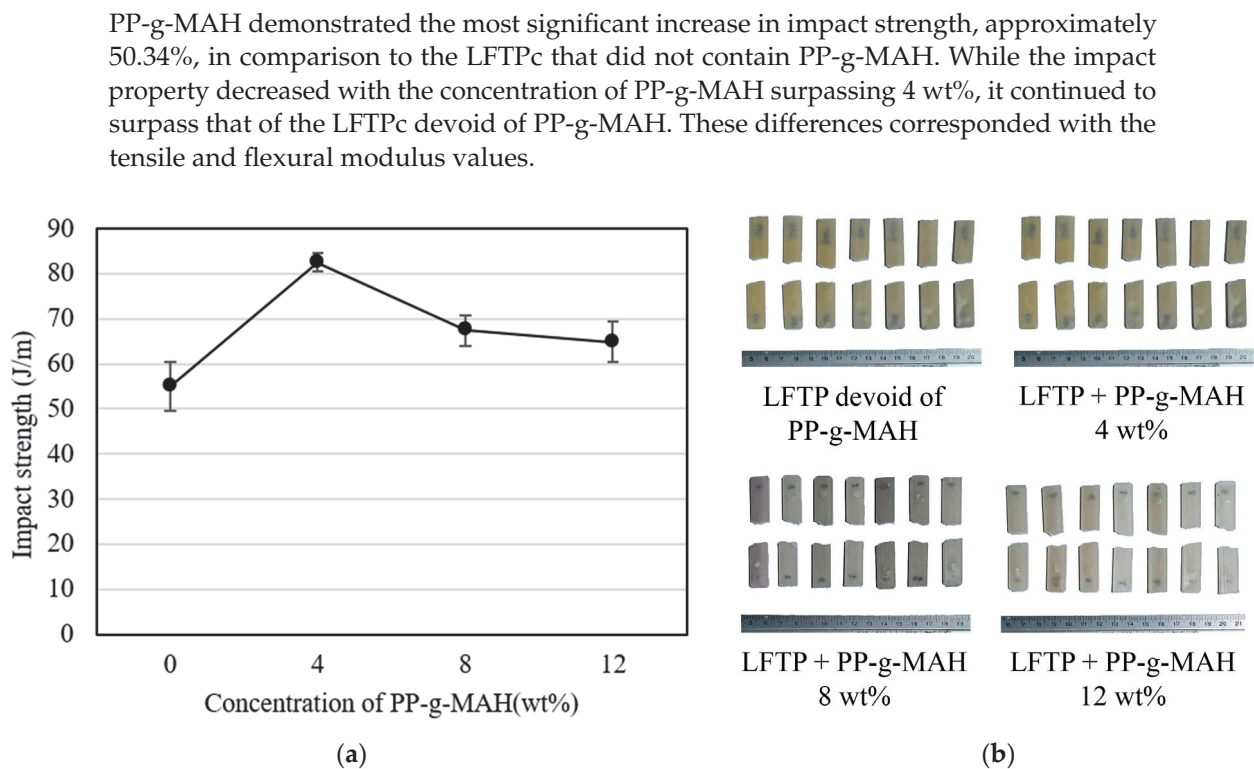 PP-g-MAH demonstrated the most significant increase in impact strength, approximately
50.34%, in comparison to the LFTPc that did not contain PP-g-MAH. While the impact
property decreased with the concentration of PP-g-MAH surpassing 4 wt%, it continued to
surpass that of the LFTPc devoid of PP-g-MAH. These differences corresponded with the
tensile and flexural modulus values.
90
80
70
60
50
40
30
20
10
0
Impact strength (J/m)
0 4 8 12
Concentration of PP-g-MAH(wt%)
(a)
LFTP devoid of
PP-g-MAH
LFTP + PP-g-MAH
4 wt%
LFTP + PP-g-MAH
8 wt%
LFTP + PP-g-MAH
12 wt%
(b)